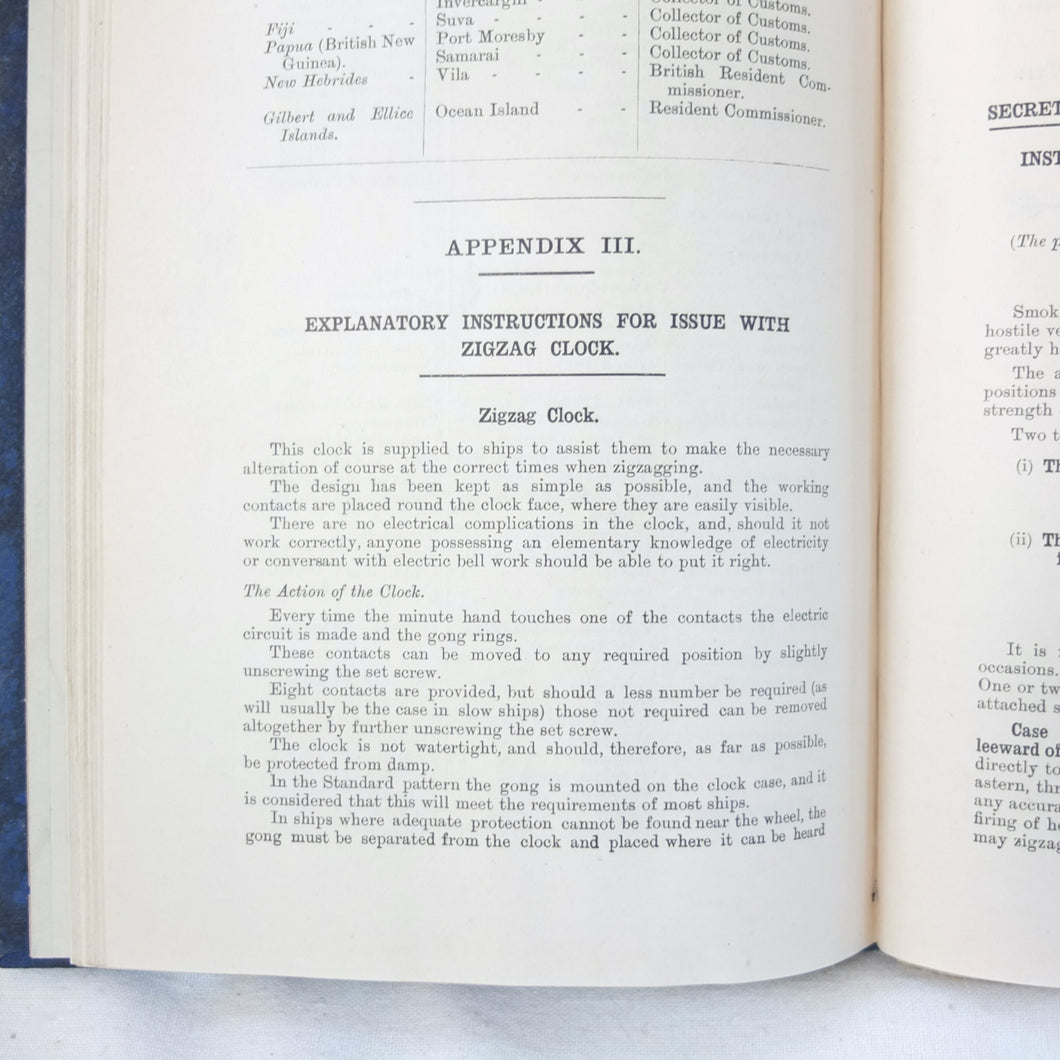 Invercargill - - - Collector of Customs.
Fiji - - - Suva - - - - Collector of Customs.
Papua (British New Port Moresby - - Collector of Customs.
Guinea). Samarai - - - Collector of Customs.
New Hebrides - Vila - - - - British Resident Com-
missioner.
Gilbert and Ellice Ocean Island - - Resident Commissioner.
Islands.
APPENDIX III.
EXPLANATORY INSTRUCTIONS FOR ISSUE WITH
ZIGZAG CLOCK.
Zigzag Clock.
This clock is supplied to ships to assist them to make the necessary
alteration of course at the correct times when zigzagging.
The design has been kept as simple as possible, and the working
contacts are placed round the clock face, where they are easily visible.
There are no electrical complications in the clock, and, should it not
work correctly, anyone possessing an elementary knowledge of electricity
or conversant with electric bell work should be able to put it right.
The Action of the Clock.
Every time the minute hand touches one of the contacts the electric
circuit is made and the gong rings.
These contacts can be moved to any required position by slightly
unscrewing the set screw.
Eight contacts are provided, but should a less number be required (as
will usually be the case in slow ships) those not required can be removed
altogether by further unscrewing the set screw.
The clock is not watertight, and should, therefore, as far as possible,
be protected from damp.
In the Standard pattern the gong is mounted on the clock case, and it
is considered that this will meet the requirements of most ships.
In ships where adequate protection cannot be found near the wheel, the
gong must be separated from the clock and placed where it can be heard
SECRET
INST
(The
Smok
hostile ve
greatly h
The a
positions
strength
Two t
(i) Th
(ii) Th
It is
occasions.
One or tw
attached s
Case
leeward of
directly to
astern, thr
any accura
firing of he
may zigzag